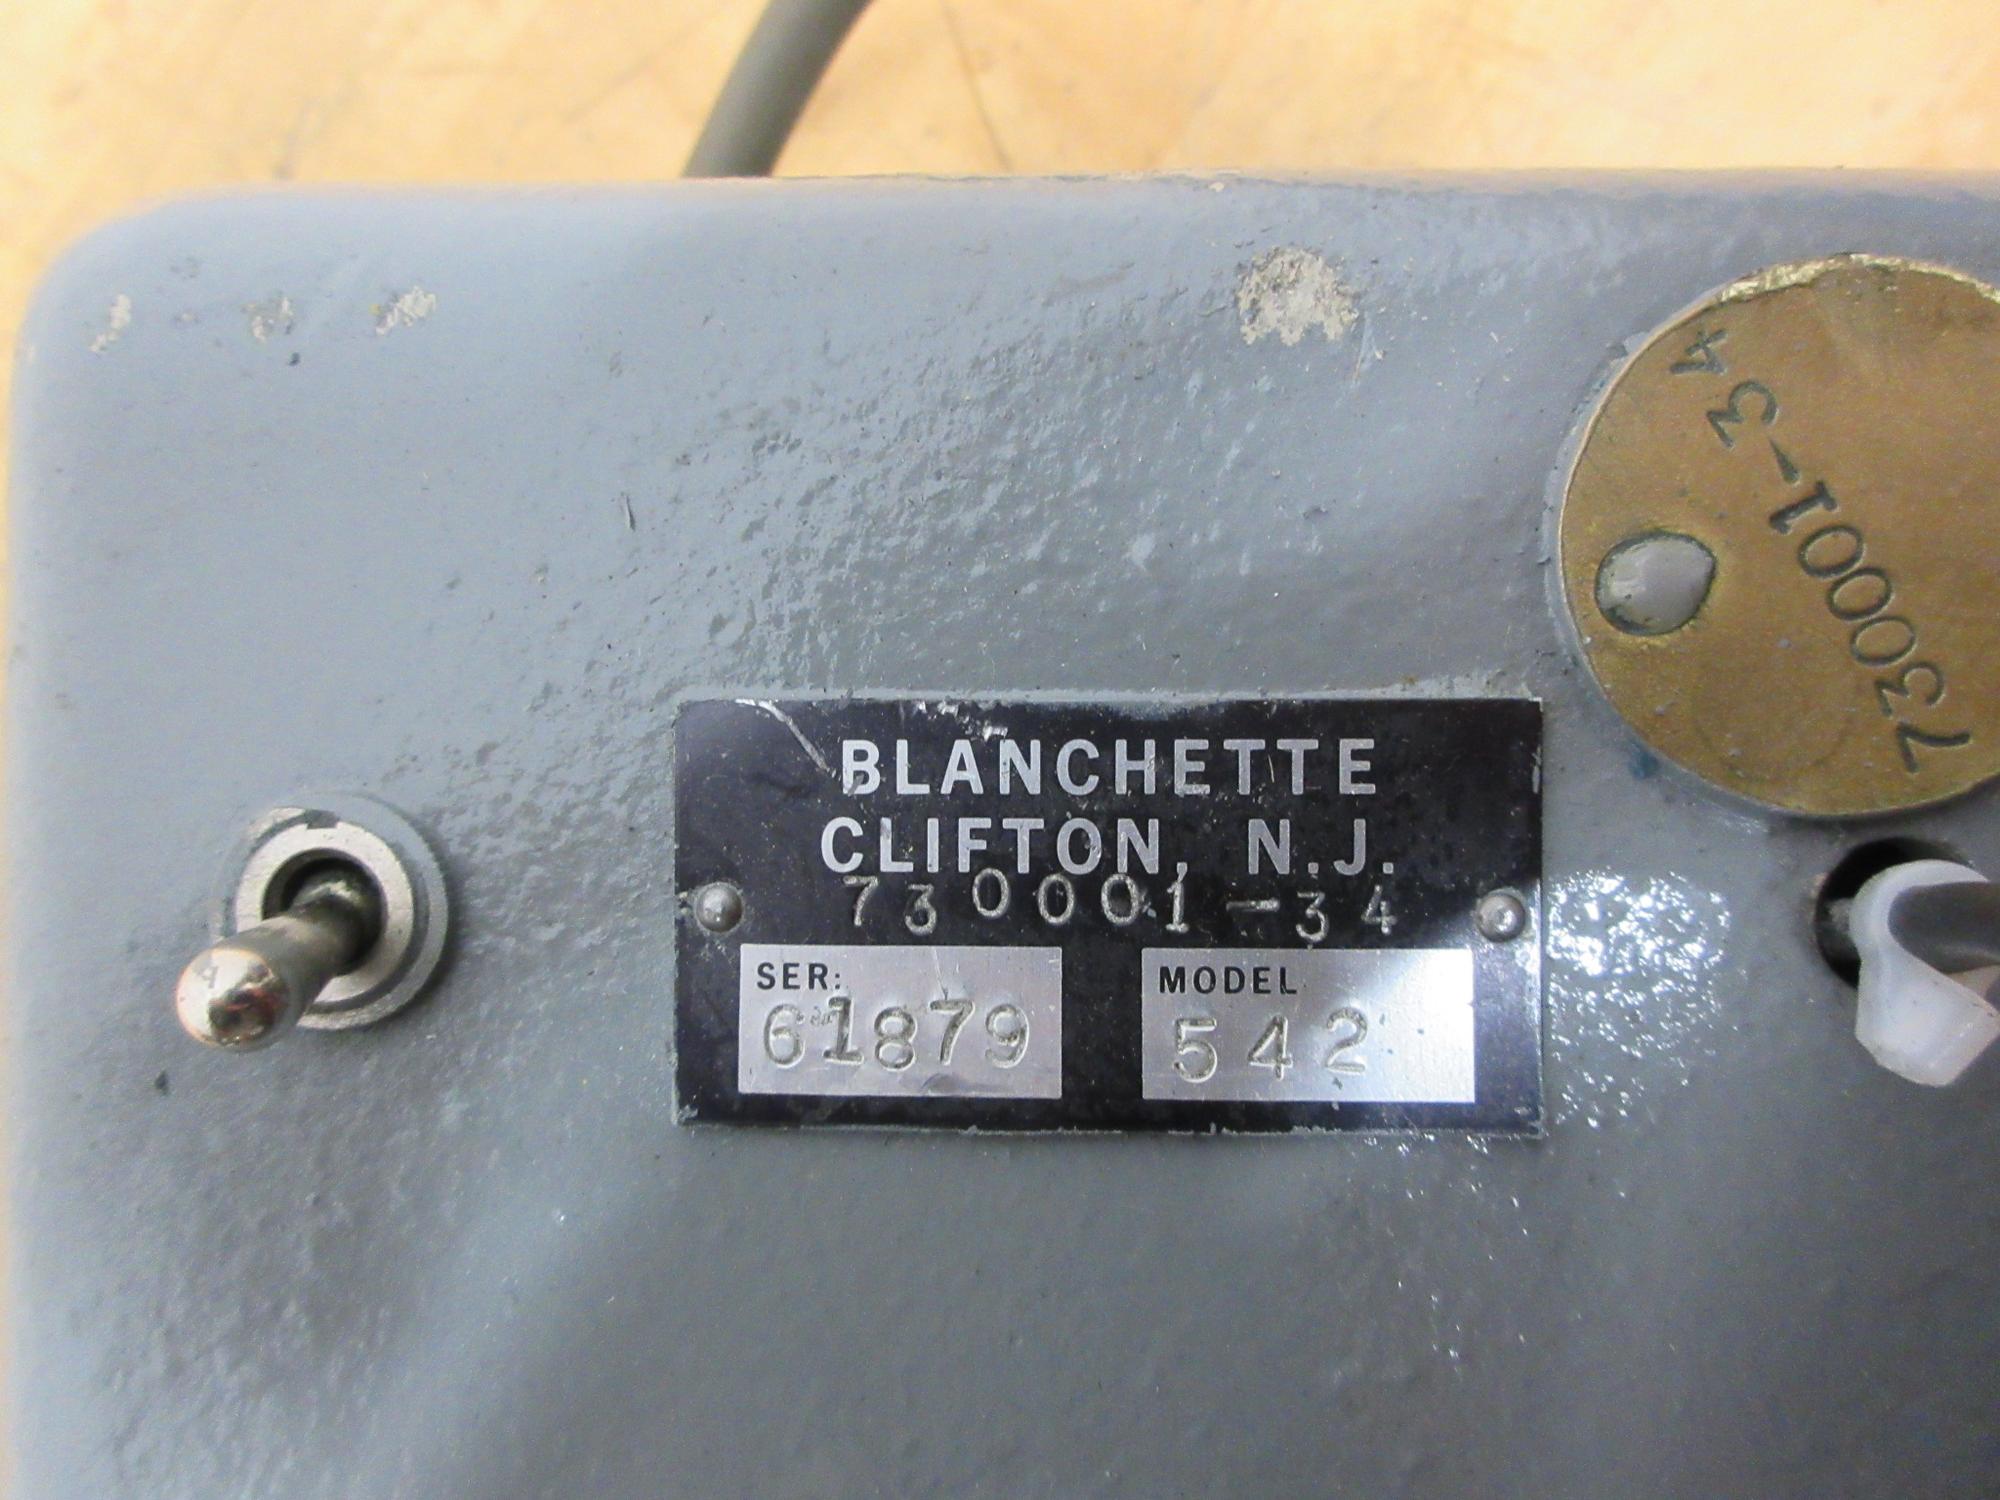 BLANCHETTE
CLIFTON, N.J.
730001-34
SER:
61879
MODEL
542
730001-34